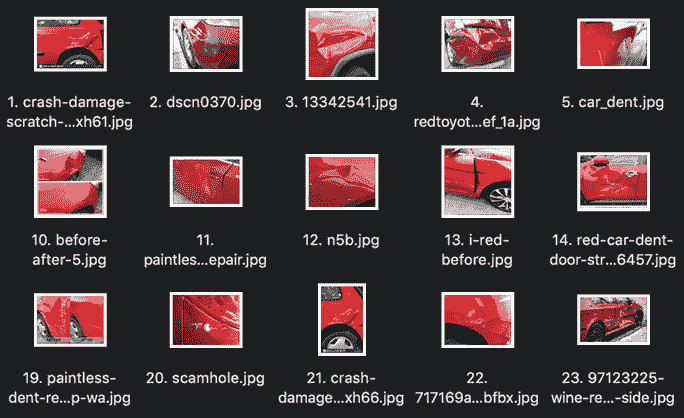 1. crash-damage-
scratch-...xh61.jpg
2. dscn0370.jpg
3. 13342541.jpg
4.
redtoyot...ef_1a.jpg
5. car_dent.jpg
10. before-
after-5.jpg
11.
paintles...epair.jpg
12. n5b.jpg
13. i-red-
before.jpg
14. red-car-dent-
door-str...6457.jpg
19. paintless-
dent-re...p-wa.jpg
20. scamhole.jpg
21. crash-
damage...xh66.jpg
22.
717169a...bfbx.jpg
23. 97123225-
wine-re...-side.jpg